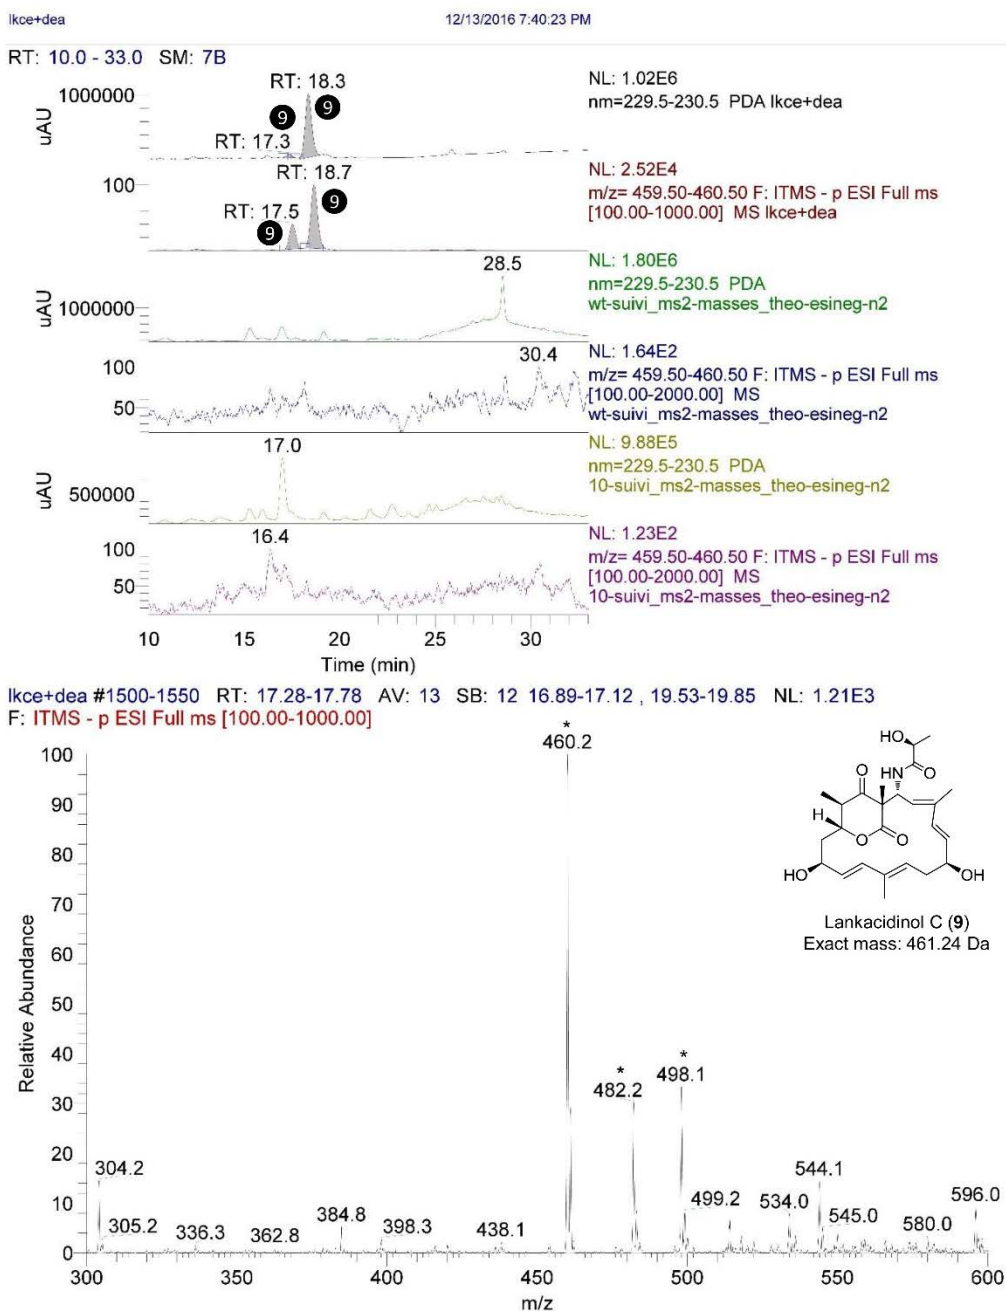 lkce+dea 12/13/2016 7:40:23 PM
RT: 10.0 - 33.0 SM: 7B
NL: 1.02E6
nm=229.5-230.5 PDA lkce+dea
uAU
1000000
RT: 18.3
9
9
RT: 17.3
NL: 2.52E4
m/z= 459.50-460.50 F: ITMS - p ESI Full ms
[100.00-1000.00] MS lkce+dea
100
RT: 18.7
RT: 17.5
9
9
NL: 1.80E6
nm=229.5-230.5 PDA
wt-suivi_ms2-masses_theo-esineg-n2
uAU
1000000
28.5
NL: 1.64E2
m/z= 459.50-460.50 F: ITMS - p ESI Full ms
[100.00-2000.00] MS
wt-suivi_ms2-masses_theo-esineg-n2
100
50
30.4
NL: 9.88E5
nm=229.5-230.5 PDA
10-suivi_ms2-masses_theo-esineg-n2
uAU
500000
17.0
NL: 1.23E2
m/z= 459.50-460.50 F: ITMS - p ESI Full ms
[100.00-2000.00] MS
10-suivi_ms2-masses_theo-esineg-n2
100
50
16.4
10 15 20 25 30
Time (min)
lkce+dea #1500-1550 RT: 17.28-17.78 AV: 13 SB: 12 16.89-17.12 , 19.53-19.85 NL: 1.21E3
F: ITMS - p ESI Full ms [100.00-1000.00]
*
460.2
*
482.2
*
498.1
304.2
305.2
336.3
362.8
384.8
398.3
438.1
499.2
534.0
544.1
545.0
580.0
596.0
100
90
80
70
60
50
40
30
20
10
0
Relative Abundance
300 350 400 450 500 550 600
m/z
HO
O
HN
O
H
O
O
HO
OH
Lankacidinol C (9)
Exact mass: 461.24 Da